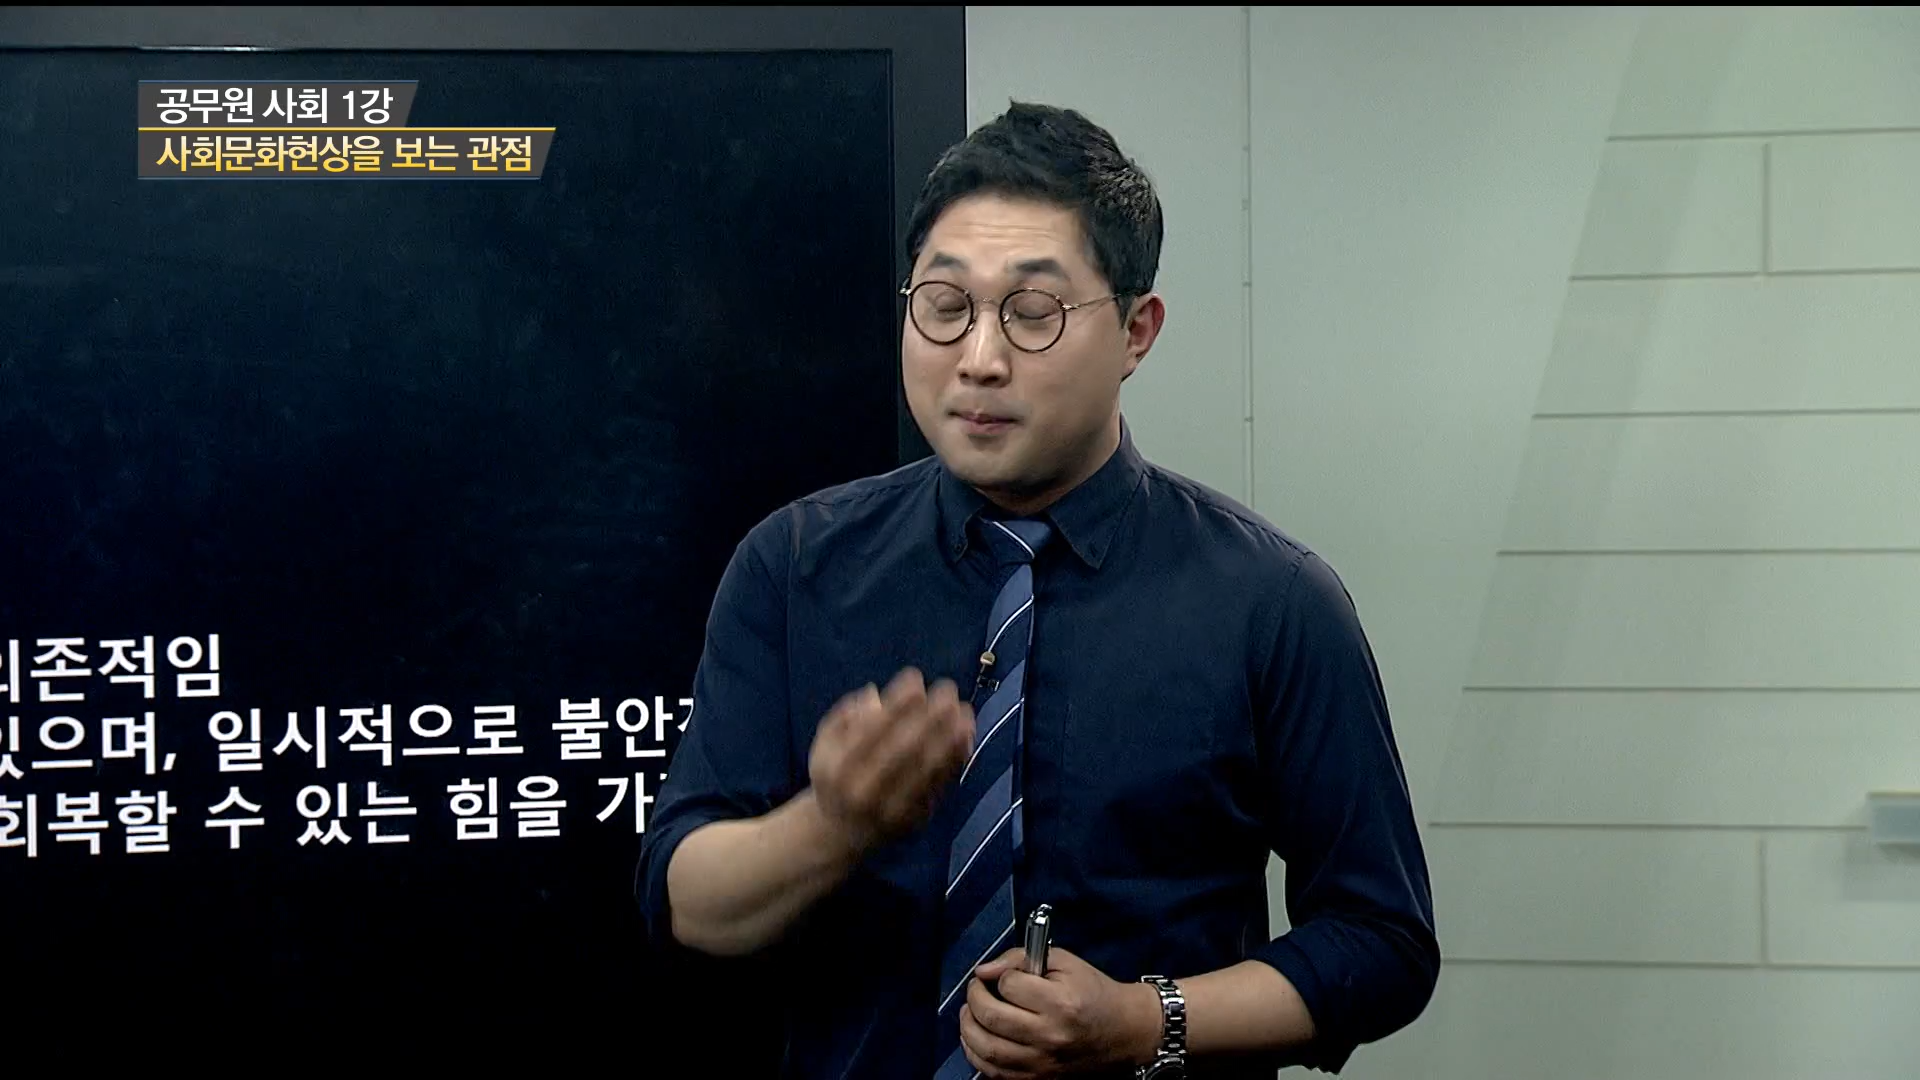 공무원 사회 1강
사회문화현상을 보는 관점
의존적임
있으며, 일시적으로 불안
회복할 수 있는 힘을 가